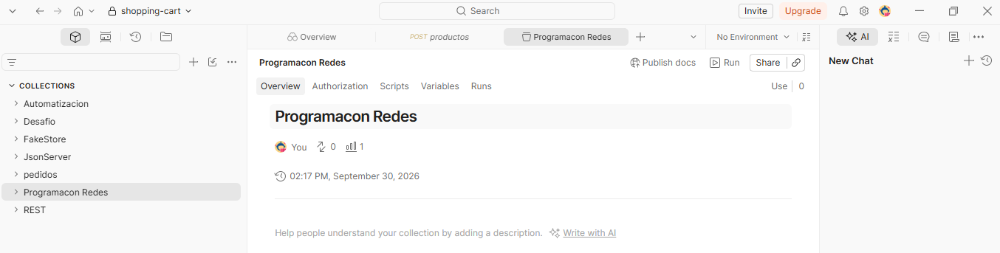 shopping-cart Search Invite Upgrade
Overview POST productos Programacon Redes No Environment AI
Programacon Redes Publish docs Run Share New Chat
COLLECTIONS
Overview Authorization Scripts Variables Runs Use 0
Automatizacion
Desafio
FakeStore
JsonServer
pedidos
Programacon Redes
REST
Programacon Redes
You 0 1
02:17 PM, September 30, 2026
Help people understand your collection by adding a description. Write with AI